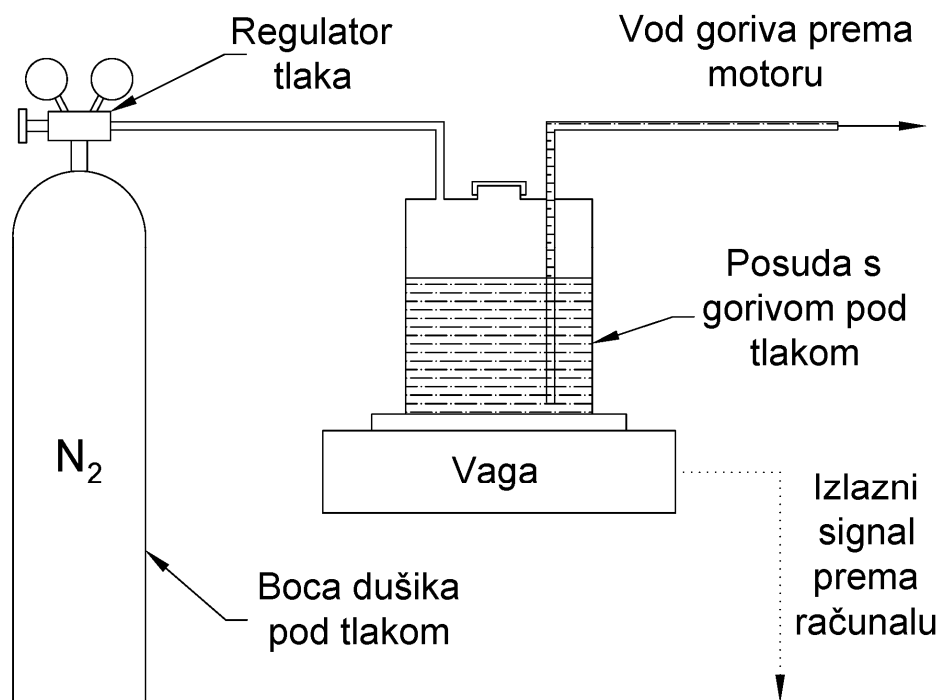 Regulator
tlaka
Vod goriva prema
motoru
Posuda s
gorivom pod
tlakom
N2
Vaga
Izlazni
signal
prema
računalu
Boca dušika
pod tlakom